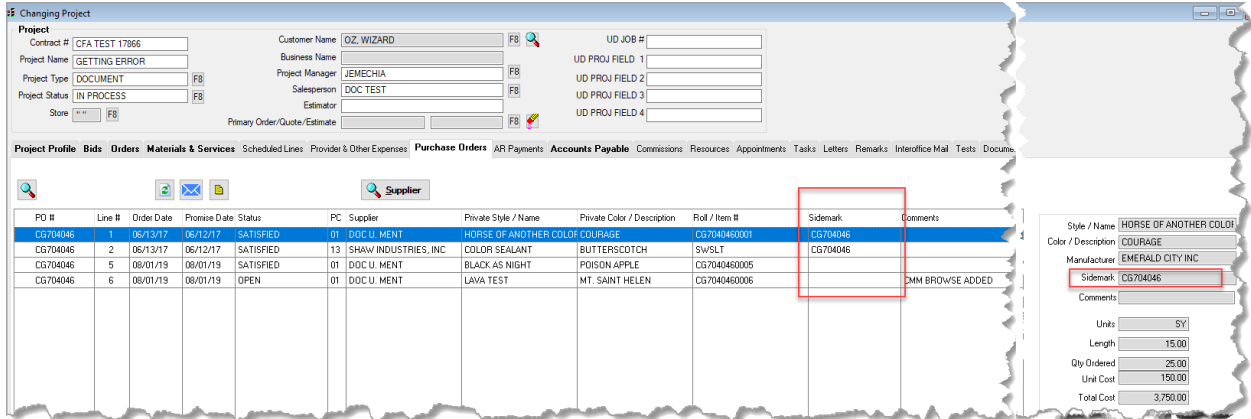 Changing Project
Project
Contract # CFA TEST 17866 Customer Name OZ, WIZARD F8 UD JOB #
Project Name GETTING ERROR Business Name UD PROJ FIELD 1
Project Type DOCUMENT F8 Project Manager JEMECHIA F8 UD PROJ FIELD 2
Project Status IN PROCESS F8 Salesperson DOC TEST F8 UD PROJ FIELD 3
Store " " F8 Estimator UD PROJ FIELD 4
Primary Order/Quote/Estimate F8
Project Profile Bids Orders Materials & Services Scheduled Lines Provider & Other Expenses Purchase Orders AR Payments Accounts Payable Commissions Resources Appointments Tasks Letters Remarks Interoffice Mail Tests Docume
Supplier
PO # Line # Order Date Promise Date Status PC Supplier Private Style / Name Private Color / Description Roll / Item # Sidemark Comments
CG704046 1 06/13/17 06/12/17 SATISFIED 01 DOC U. MENT HORSE OF ANOTHER COLOF COURAGE CG7040460001 CG704046
CG704046 2 06/13/17 06/12/17 SATISFIED 13 SHAW INDUSTRIES, INC COLOR SEALANT BUTTERSCOTCH SWSLT CG704046
CG704046 5 08/01/19 08/01/19 SATISFIED 01 DOC U. MENT BLACK AS NIGHT POISON APPLE CG7040460005
CG704046 6 08/01/19 08/01/19 OPEN 01 DOC U. MENT LAVA TEST MT. SAINT HELEN CG7040460006 CMM BROWSE ADDED
Style / Name HORSE OF ANOTHER COLOF
Color / Description COURAGE
Manufacturer EMERALD CITY INC
Sidemark CG704046
Comments
Units SY
Length 15.00
Qty Ordered 25.00
Unit Cost 150.00
Total Cost 3,750.00